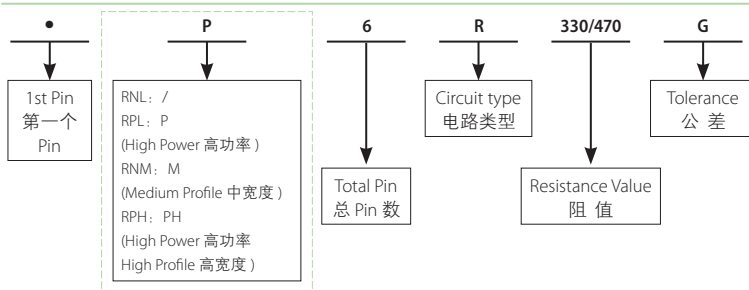 • P 6 R 330/470 G
1st Pin
第一个
Pin
RNL：/
RPL：P
(High Power 高功率 )
RNM：M
(Medium Profile 中宽度 )
RPH：PH
(High Power 高功率
High Profile 高宽度 )
Total Pin
总 Pin 数
Circuit type
电路类型
Resistance Value
阻 值
Tolerance
公 差